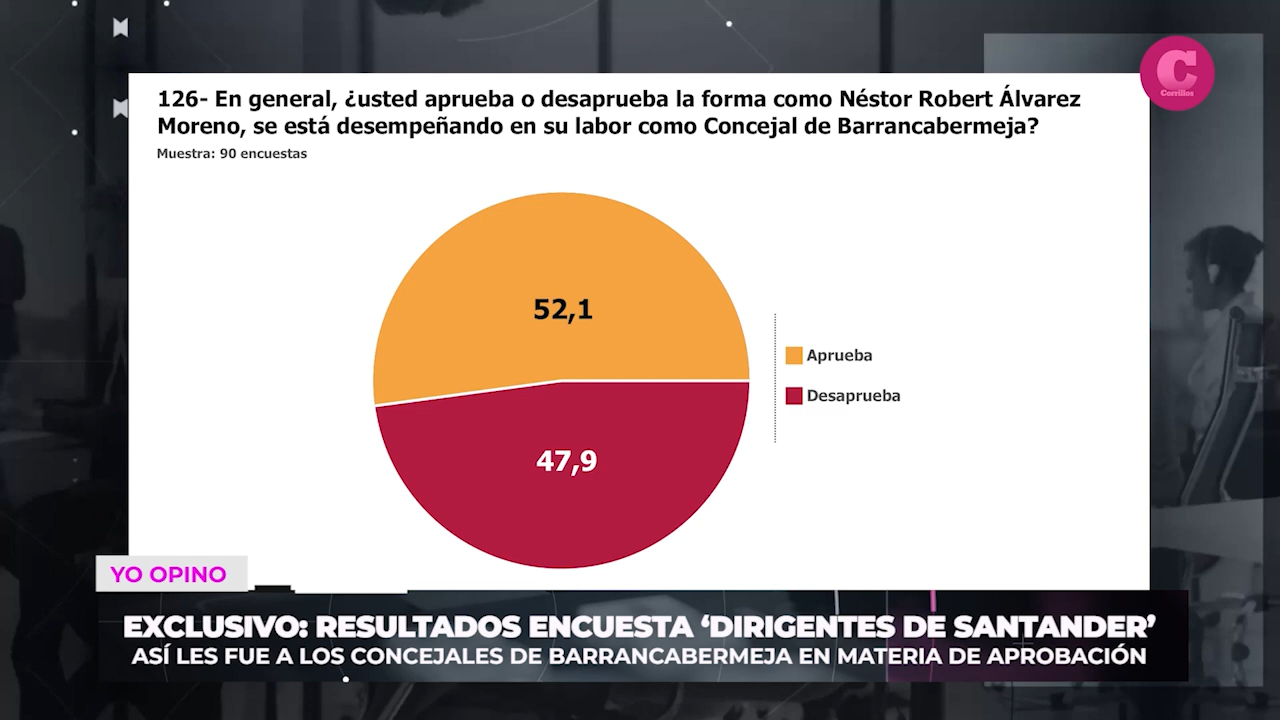 C
Corrillos
126- En general, ¿usted aprueba o desaprueba la forma como Néstor Robert Álvarez
Moreno, se está desempeñando en su labor como Concejal de Barrancabermeja?
Muestra: 90 encuestas
52,1
47,9
Aprueba
Desaprueba
YO OPINO
EXCLUSIVO: RESULTADOS ENCUESTA ‘DIRIGENTES DE SANTANDER’
ASÍ LES FUE A LOS CONCEJALES DE BARRANCABERMEJA EN MATERIA DE APROBACIÓN